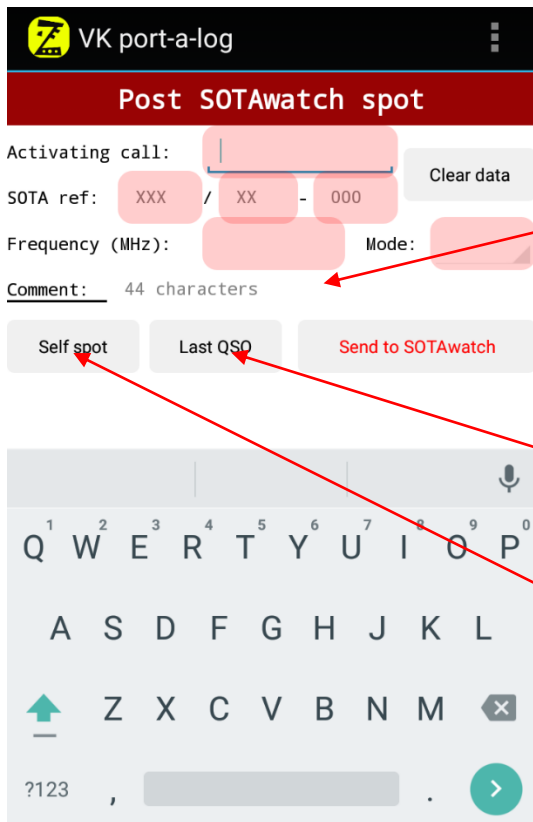 VK port-a-log
Post SOTAwatch spot
Activating call:
Clear data
SOTA ref: XXX / XX - 000
Frequency (MHz): Mode:
Comment: 44 characters
Self spot Last QSO Send to SOTAwatch
1 2 3 4 5 6 7 8 9 0
Q W E R T Y U I O P
A S D F G H J K L
Z X C V B N M
?123 , .